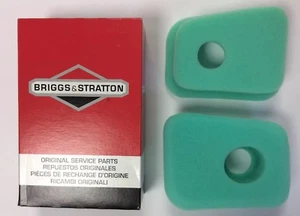 BRIGGS&STRATTON
ORIGINAL SERVICE PARTS
REPUESTOS ORIGINALES
PIÈCES DE RECHANGE D'ORIGINE
RICAMBI ORIGINALI